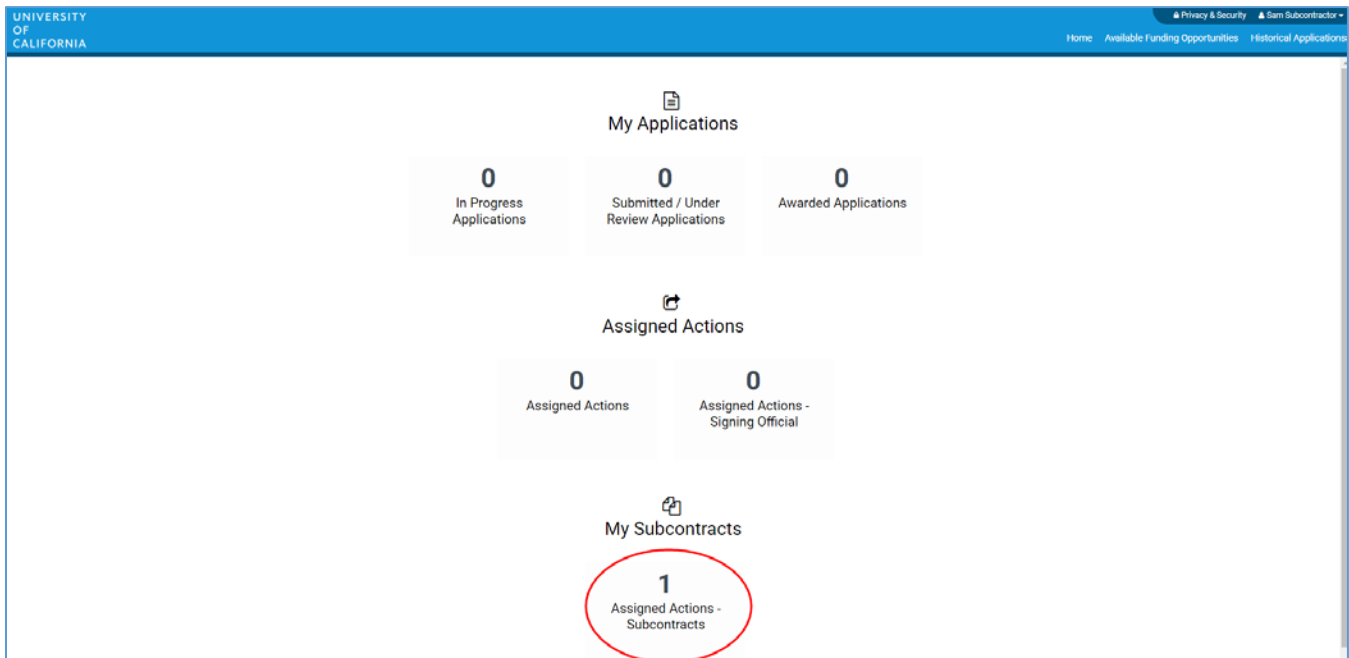 UNIVERSITY
OF
CALIFORNIA
Privacy & Security Sam Subcontractor
Home Available Funding Opportunities Historical Applications
My Applications
0 0 0
In Progress Submitted / Under Awarded Applications
Applications Review Applications
Assigned Actions
0 0
Assigned Actions Assigned Actions -
Signing Official
My Subcontracts
1
Assigned Actions -
Subcontracts